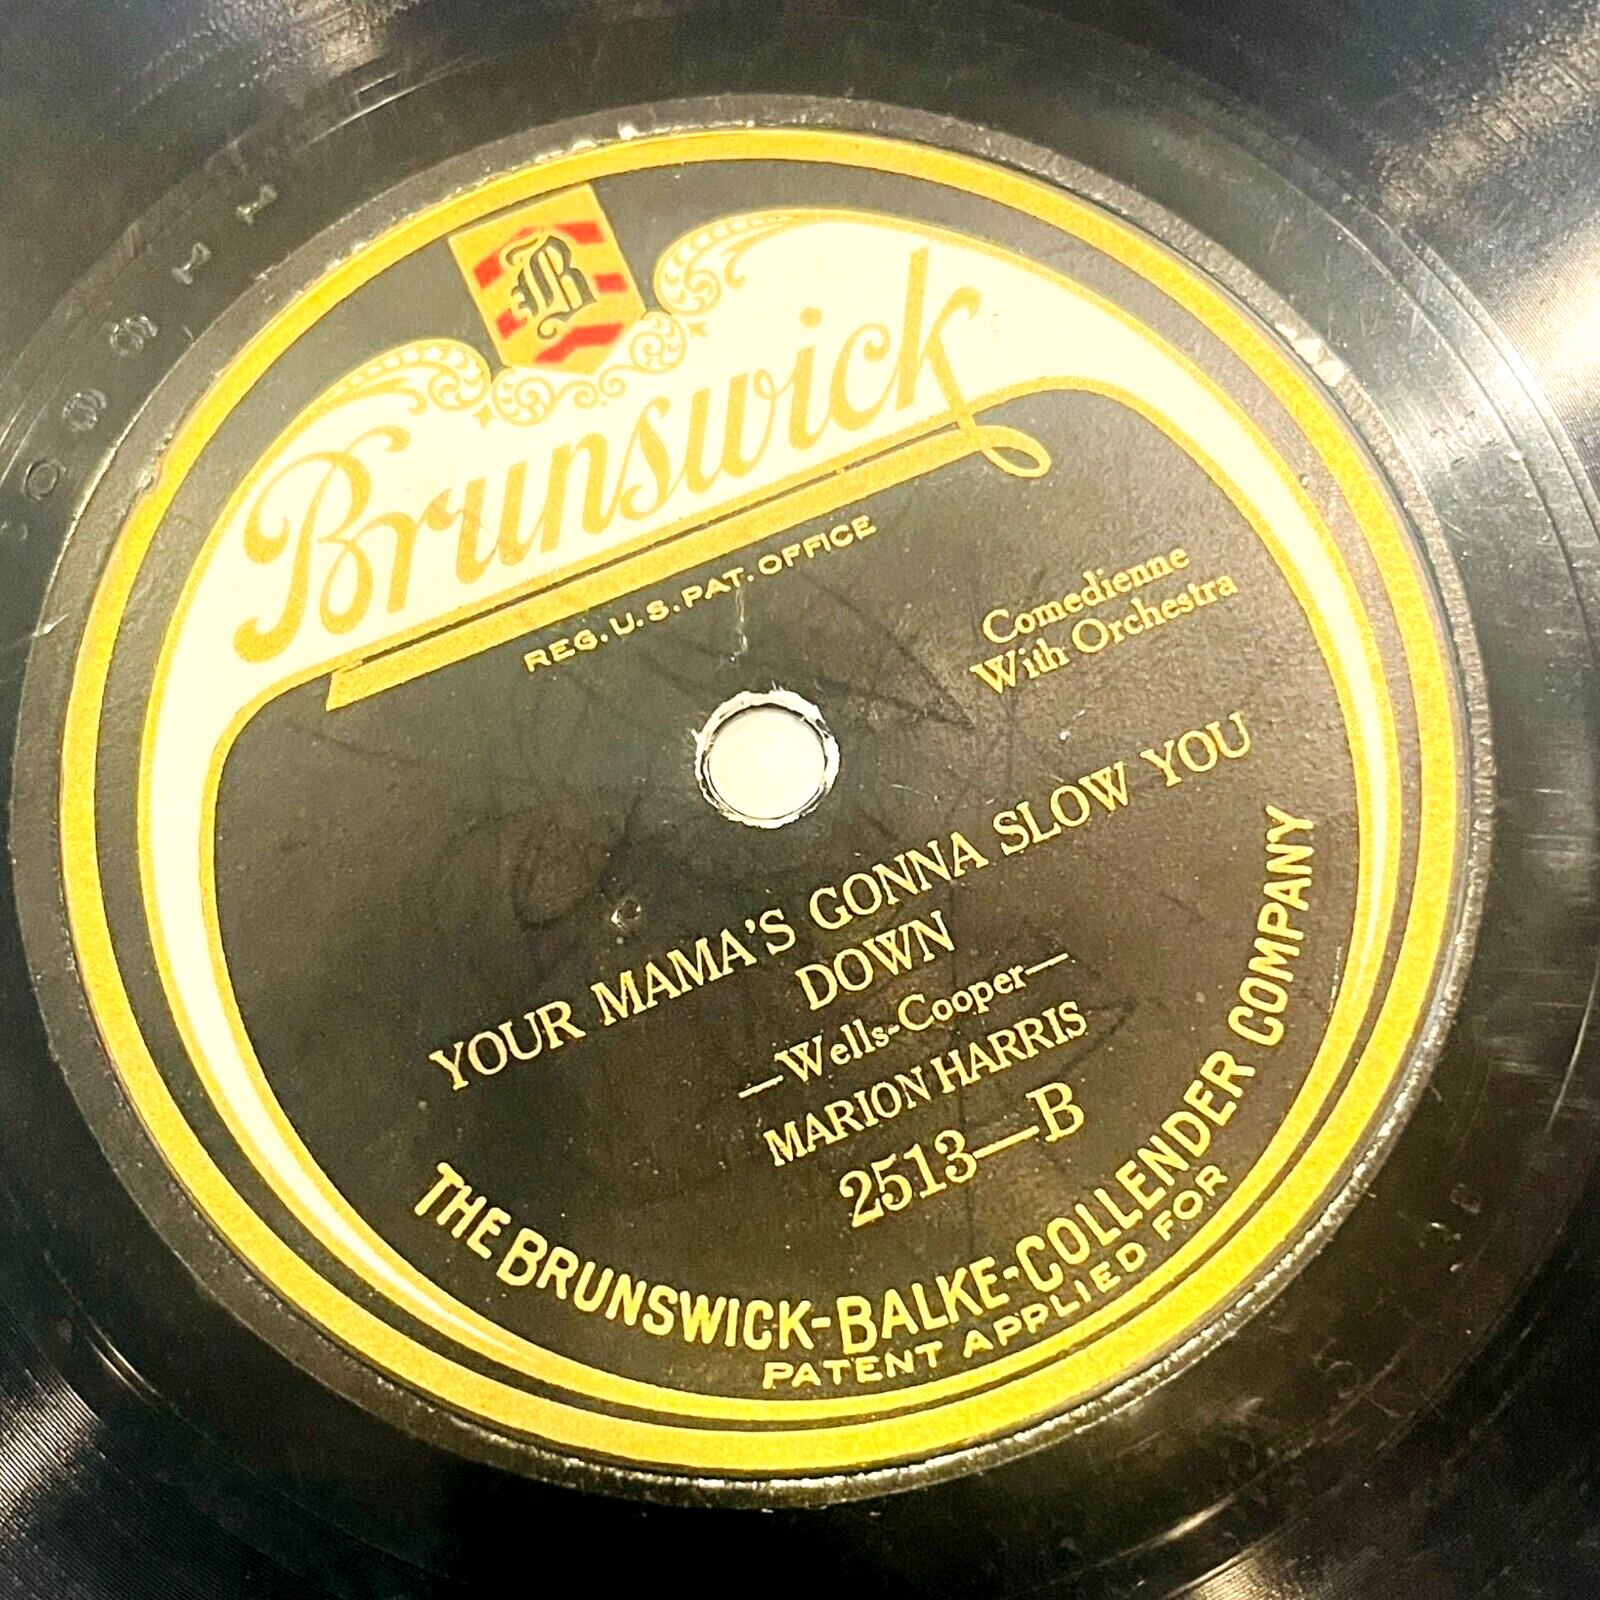 B
Brunswick
REG. U.S. PAT. OFFICE
Comedienne
With Orchestra
YOUR MAMA'S GONNA SLOW YOU
DOWN
—Wells-Cooper—
MARION HARRIS
2513—B
THE BRUNSWICK-BALKE-COLLENDER COMPANY
PATENT APPLIED FOR